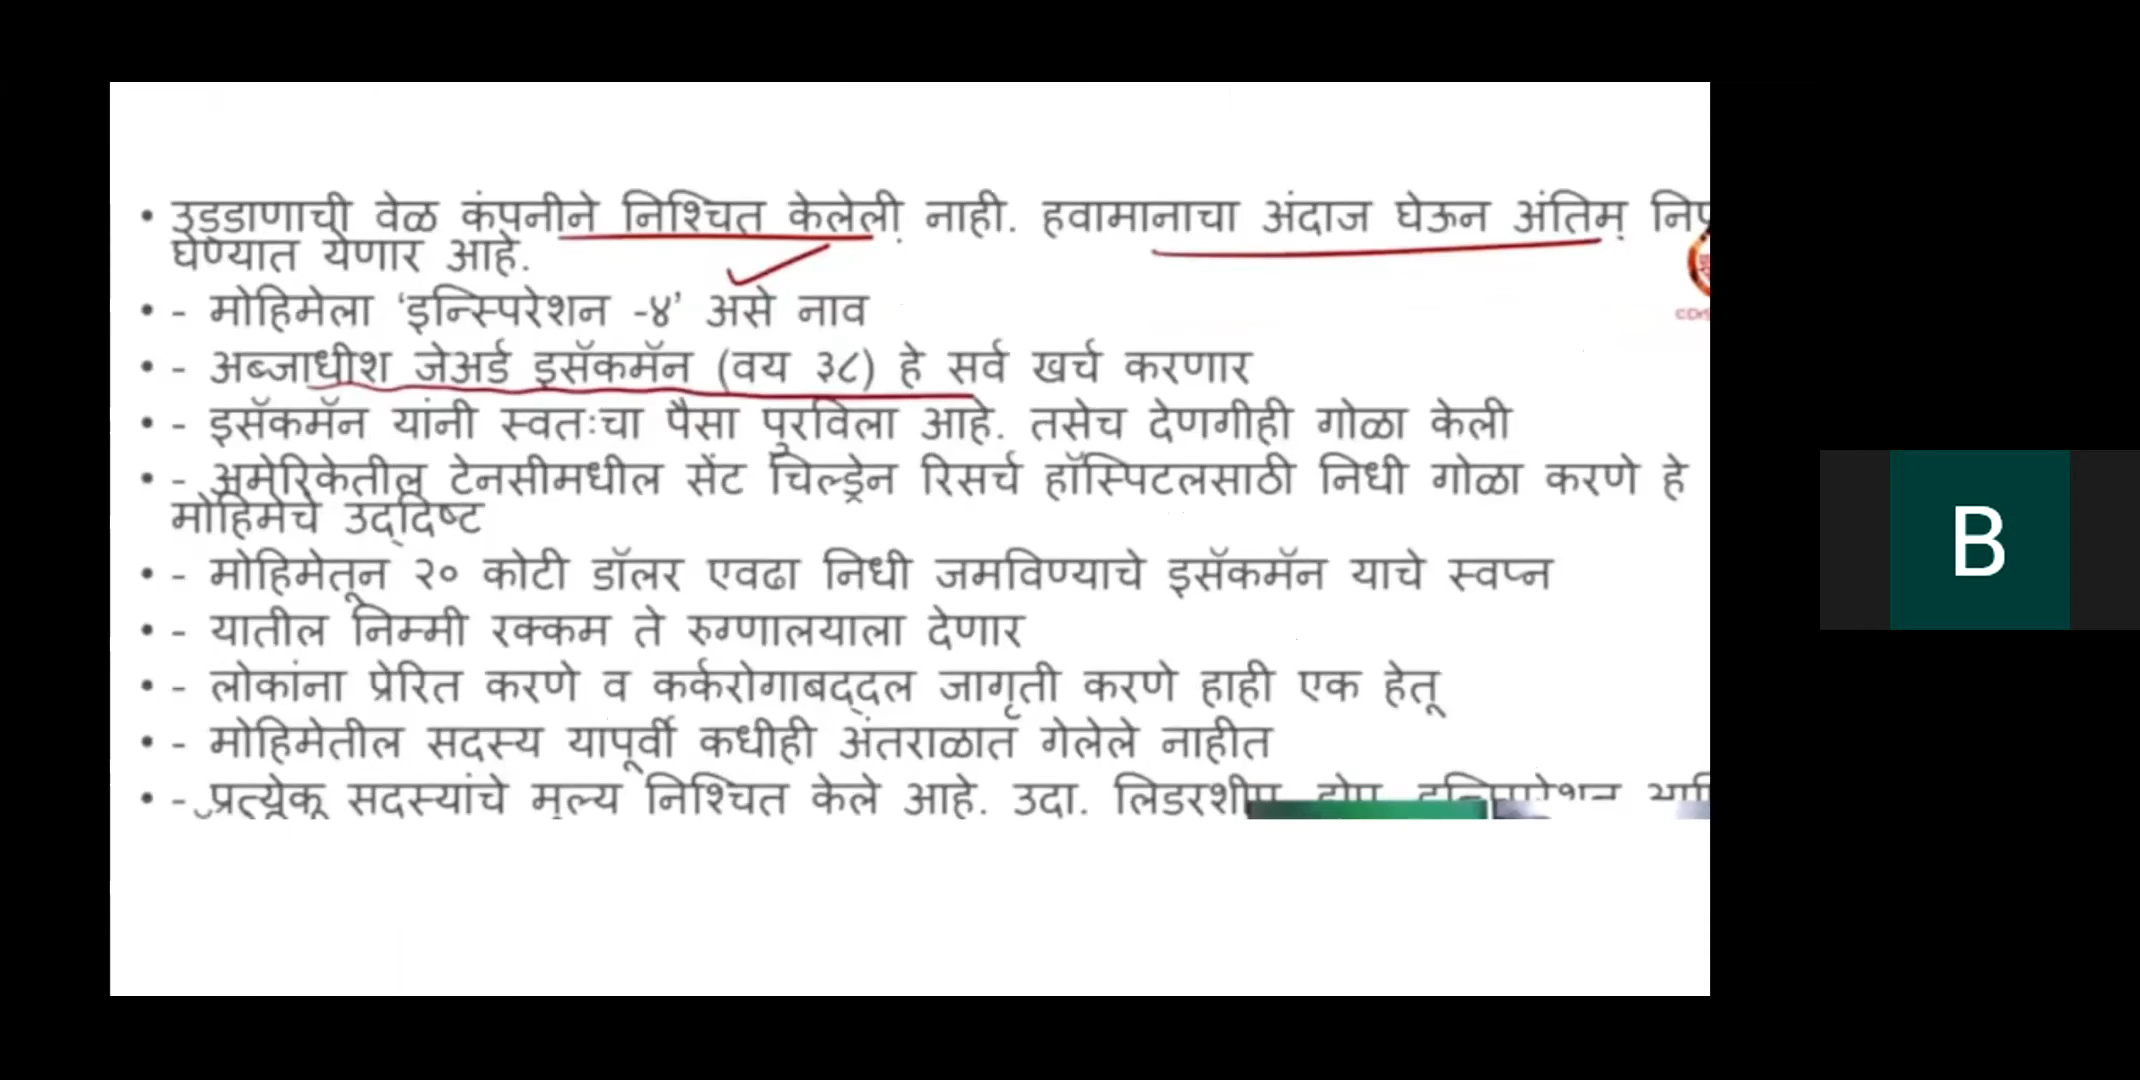 • उड्डाणाची वेळ कंपनीने निश्चित केलेली नाही. हवामानाचा अंदाज घेऊन अंतिम
घेण्यात येणार आहे.
• - मोहिमेला ‘इन्स्पिरेशन -४’ असे नाव
• - अब्जाधीश जेअर्ड इसॅकमॅन (वय ३८) हे सर्व खर्च करणार
• - इसॅकमॅन यांनी स्वतःचा पैसा पुरविला आहे. तसेच देणगीही गोळा केली
• - अमेरिकेतील टेनसीमधील सेंट चिल्ड्रेन रिसर्च हॉस्पिटलसाठी निधी गोळा करणे हे
मोहिमेचे उद्दिष्ट
• - मोहिमेतून २० कोटी डॉलर एवढा निधी जमविण्याचे इसॅकमॅन याचे स्वप्न
• - यातील निम्मी रक्कम ते रुग्णालयाला देणार
• - लोकांना प्रेरित करणे व कर्करोगाबद्दल जागृती करणे हाही एक हेतू
• - मोहिमेतील सदस्य यापूर्वी कधीही अंतराळात गेलेले नाहीत
• - प्रत्येक सदस्यांचे मूल्य निश्चित केले आहे. उदा. लिडरशीप
B